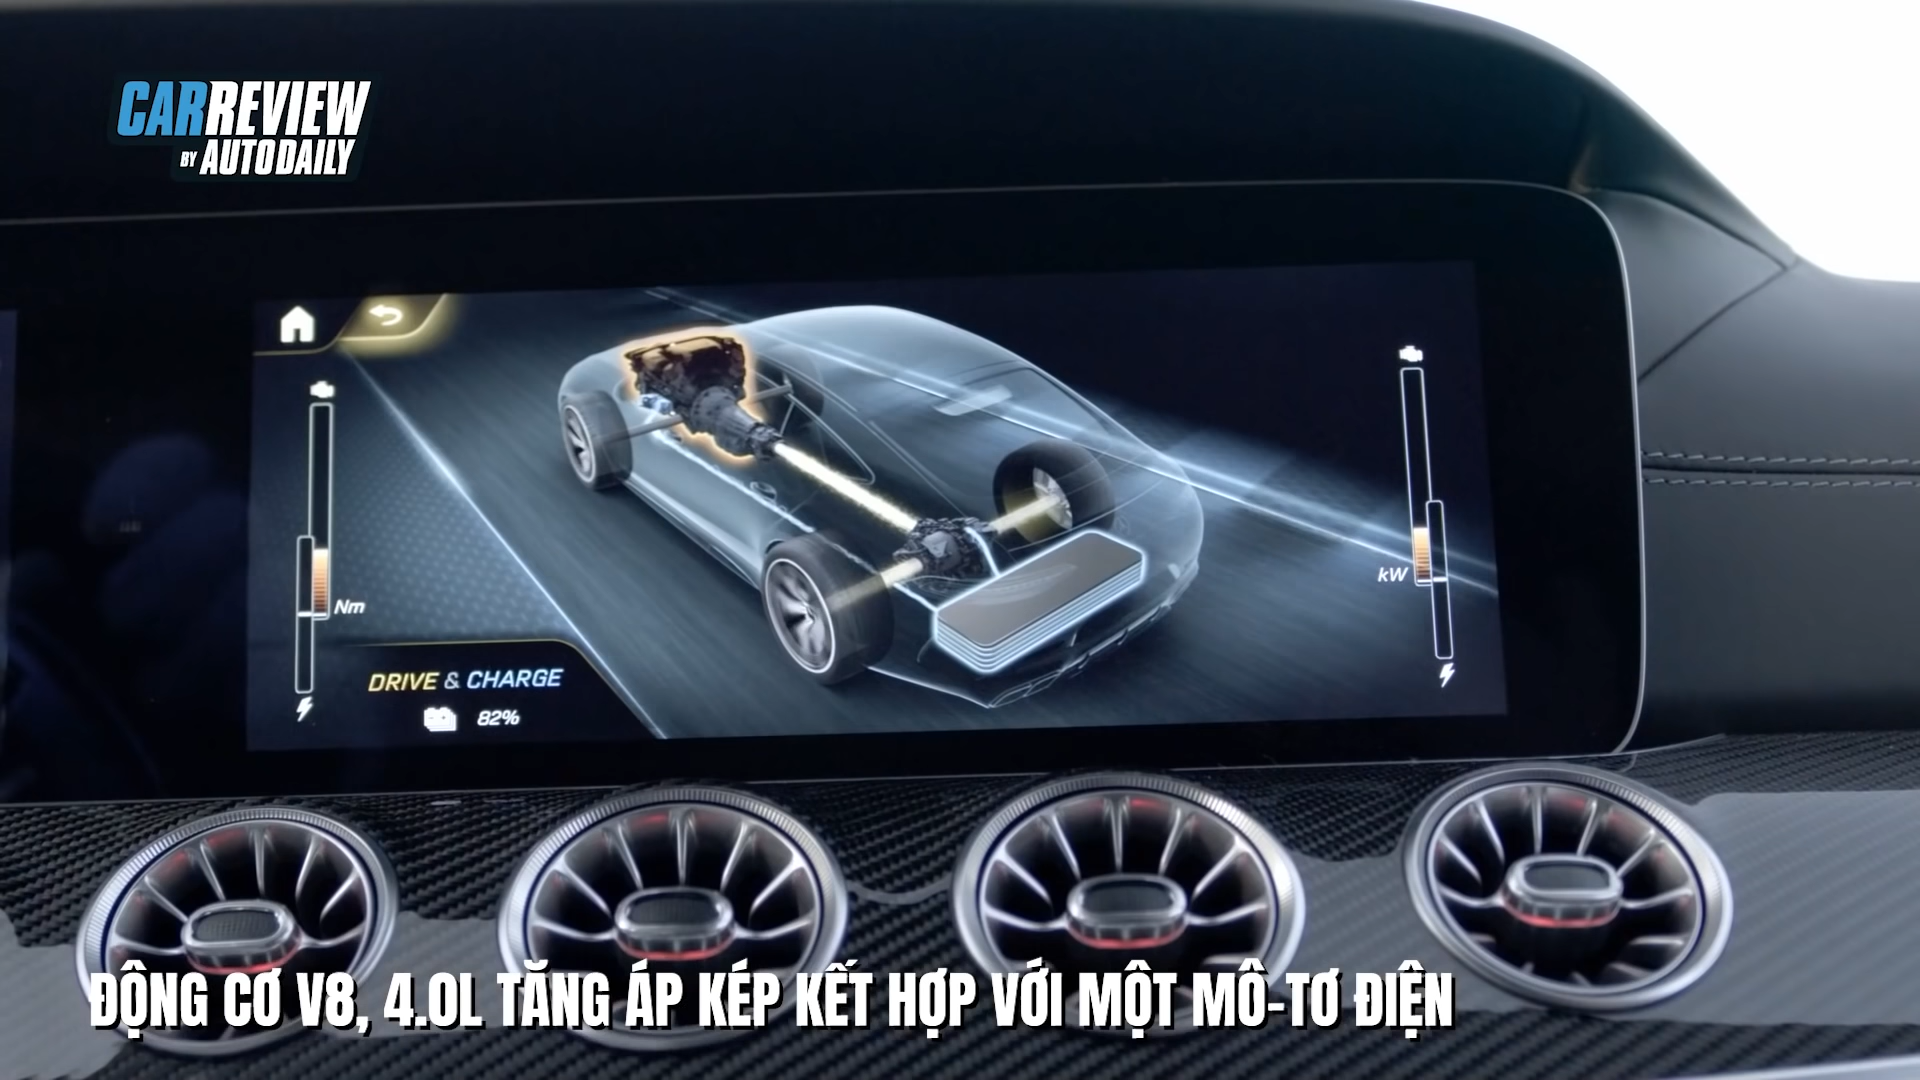 CARREVIEW
BY AUTODAILY
Nm
kW
DRIVE & CHARGE
82%
ĐỘNG CƠ V8, 4.0L TĂNG ÁP KÉP KẾT HỢP VỚI MỘT MÔ-TƠ ĐIỆN